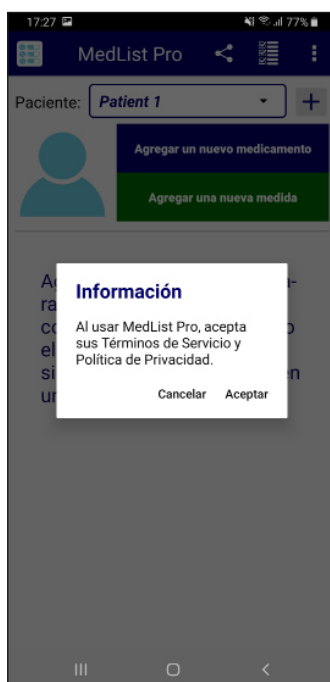 17:27 77%
MedList Pro
Paciente: Patient 1 +
Agregar un nuevo medicamento
Agregar una nueva medida
Información
Al usar MedList Pro, acepta
sus Términos de Servicio y
Política de Privacidad.
Cancelar Aceptar